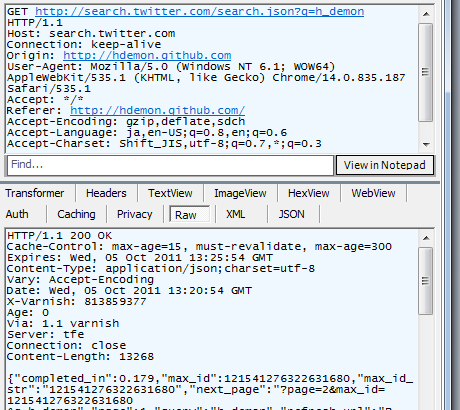 GET http://search.twitter.com/search.json?q=h_demon
HTTP/1.1
Host: search.twitter.com
Connection: keep-alive
Origin: http://hdemon.github.com
User-Agent: Mozilla/5.0 (Windows NT 6.1; WOW64)
AppleWebKit/535.1 (KHTML, like Gecko) Chrome/14.0.835.187
Safari/535.1
Accept: */*
Referer: http://hdemon.github.com/
Accept-Encoding: gzip,deflate,sdch
Accept-Language: ja,en-US;q=0.8,en;q=0.6
Accept-Charset: Shift_JIS,utf-8;q=0.7,*;q=0.3
Find... View in Notepad
Transformer Headers TextView ImageView HexView WebView
Auth Caching Privacy Raw XML JSON
HTTP/1.1 200 OK
Cache-Control: max-age=15, must-revalidate, max-age=300
Expires: Wed, 05 Oct 2011 13:25:54 GMT
Content-Type: application/json;charset=utf-8
Vary: Accept-Encoding
Date: Wed, 05 Oct 2011 13:20:54 GMT
X-Varnish: 813859377
Age: 0
Via: 1.1 varnish
Server: tfe
Connection: close
Content-Length: 13268
{"completed_in":0.179,"max_id":121541276322631680,"max_id_
str":"121541276322631680","next_page":"?page=2&max_id=
121541276322631680